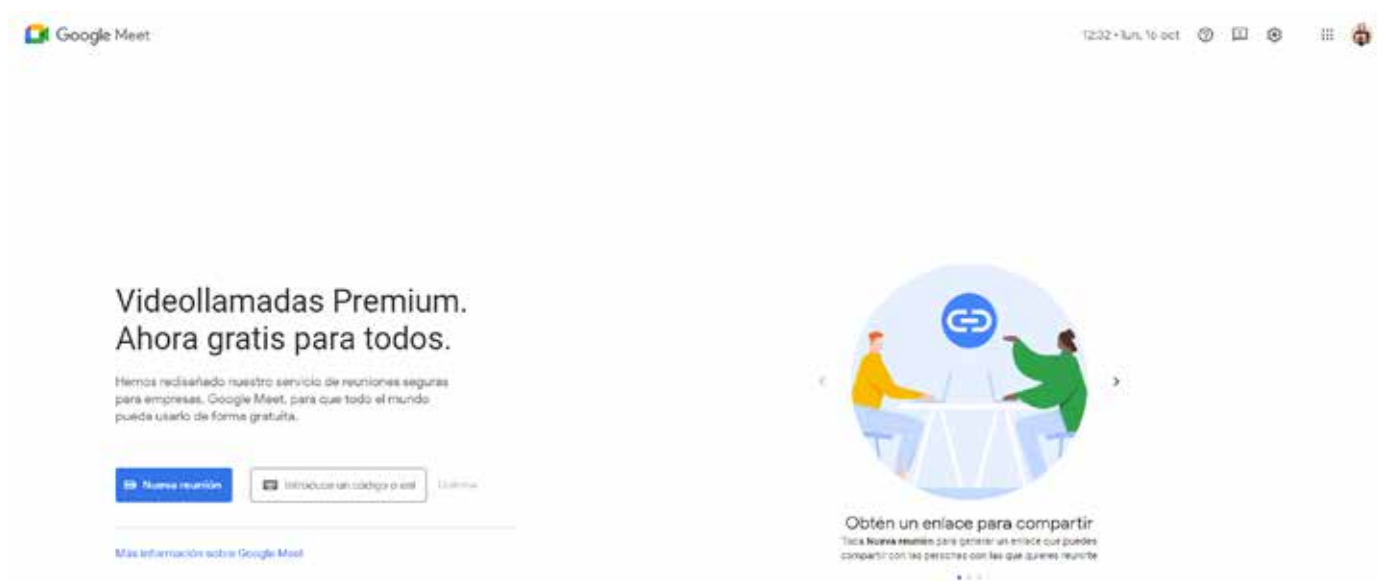 Google Meet
12:32 • lun, 16 oct
Videollamadas Premium.
Ahora gratis para todos.
Hemos rediseñado nuestro servicio de reuniones seguras
para empresas, Google Meet, para que todo el mundo
pueda usarlo de forma gratuita.
Nueva reunión
Introduce un código o enl
Más información sobre Google Meet
Obtén un enlace para compartir
Toca Nueva reunión para generar un enlace que puedes
compartir con las personas con las que quieres reunirte